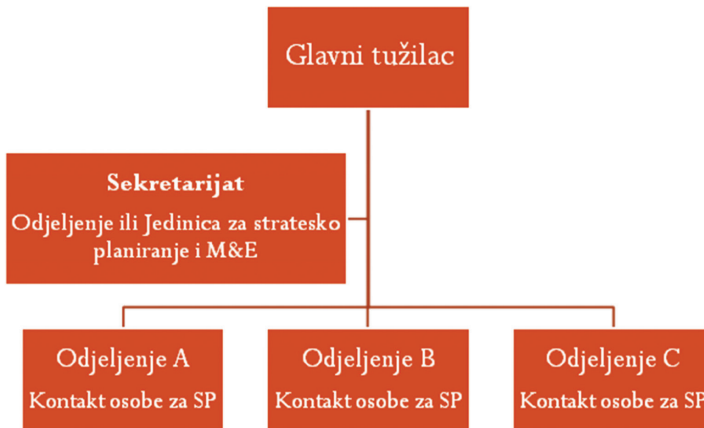 Glavni tužilac
Sekretarijat
Odjeljenje ili Jedinica za stratesko
planiranje i M&E
Odjeljenje A
Kontakt osobe za SP
Odjeljenje B
Kontakt osobe za SP
Odjeljenje C
Kontakt osobe za SP